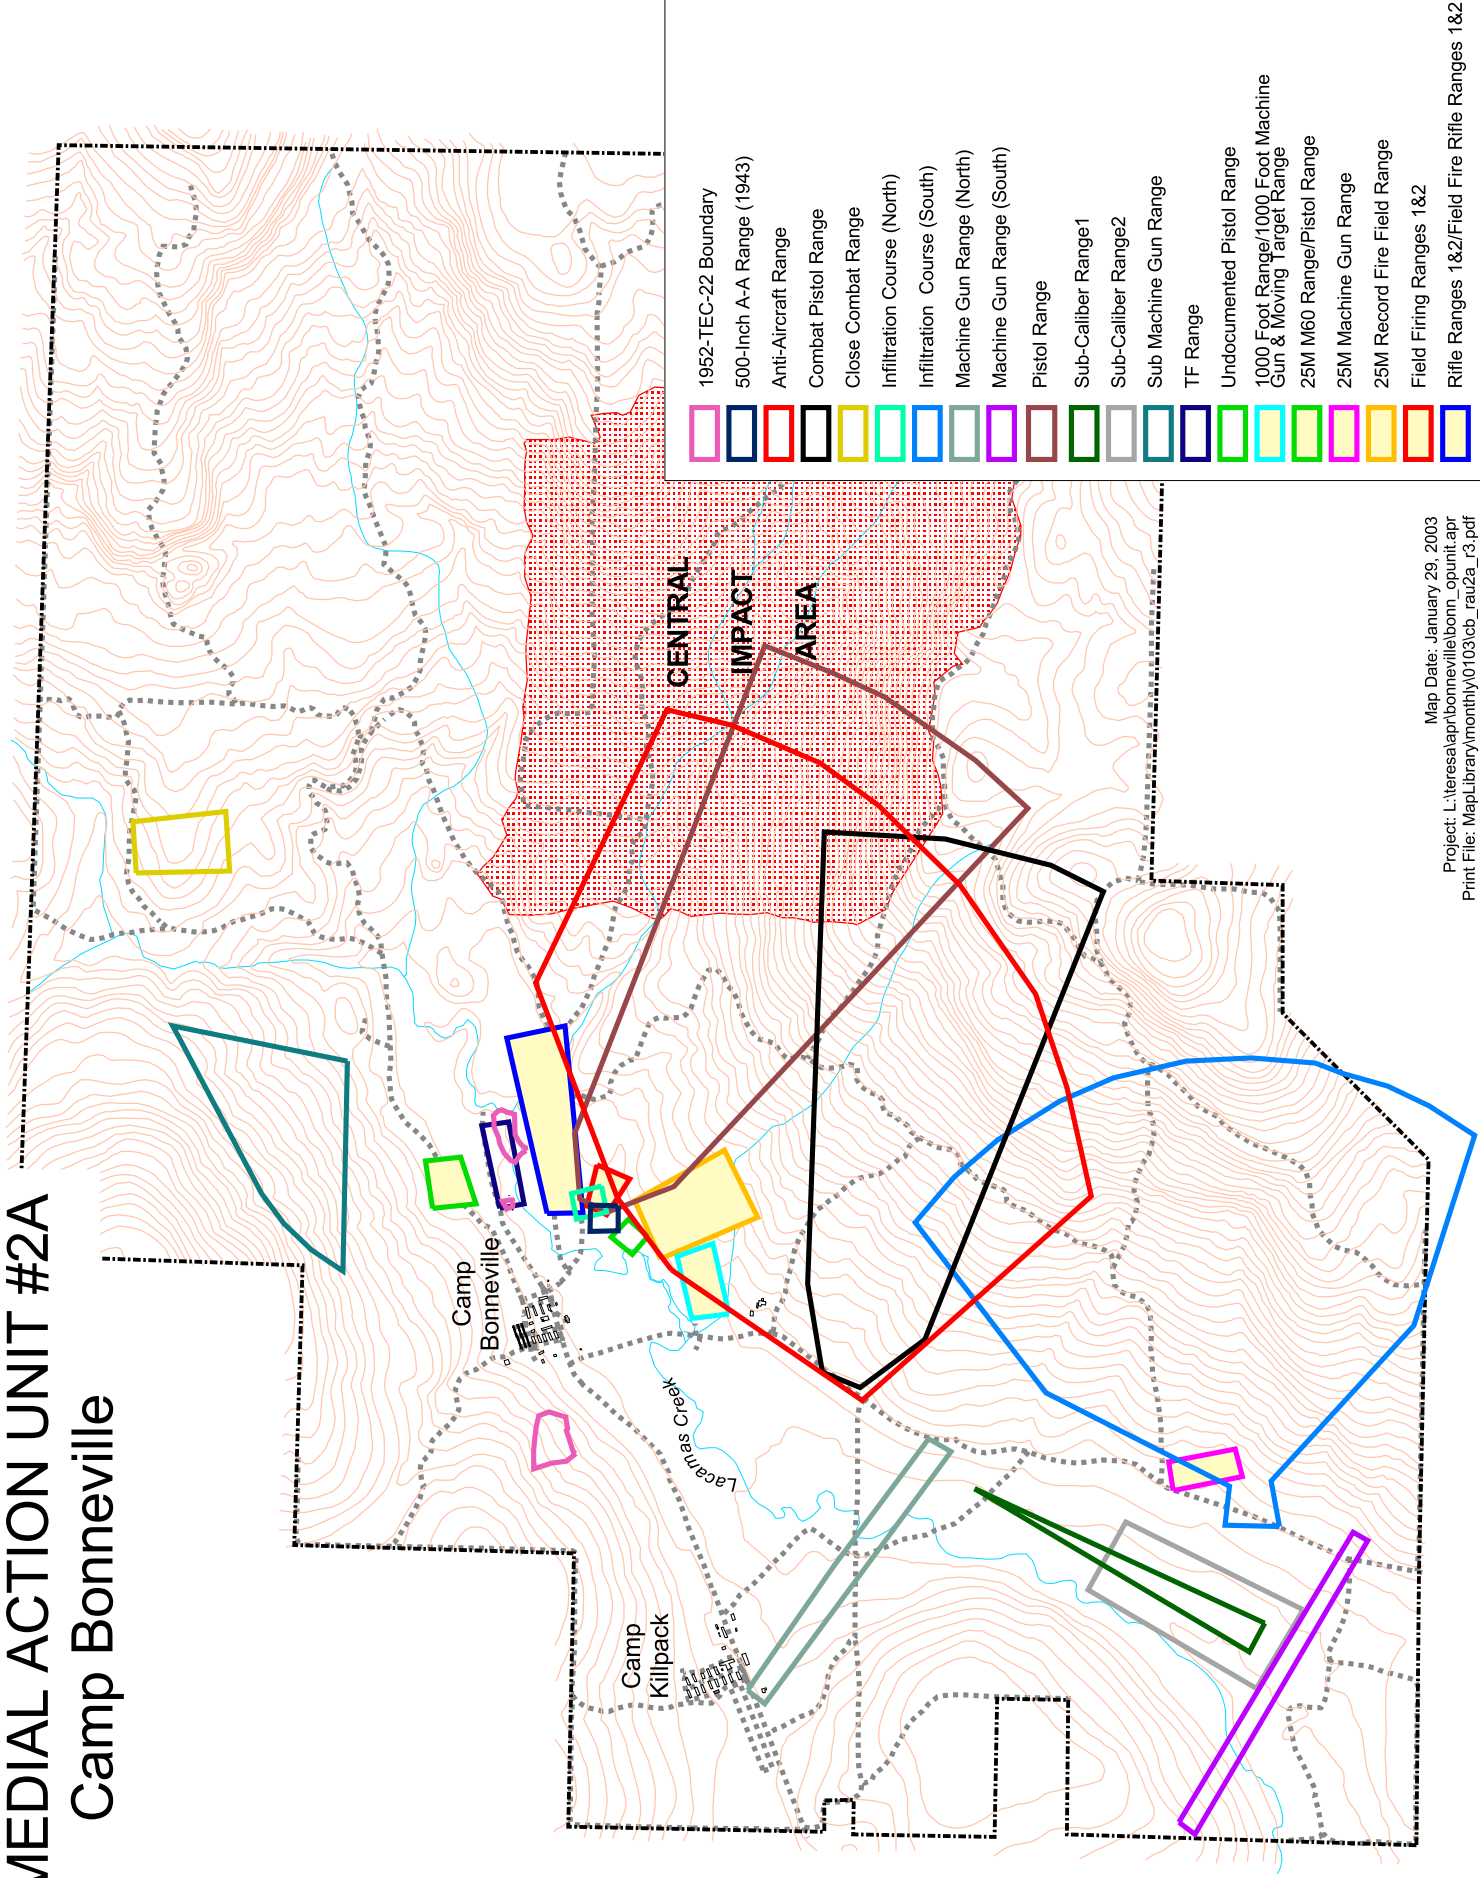 MEDIAL ACTION UNIT #2A
Camp Bonneville
Camp
Bonneville
Camp
Killpack
Lacamas Creek
CENTRAL
IMPACT
AREA
1952-TEC-22 Boundary
500-Inch A-A Range (1943)
Anti-Aircraft Range
Combat Pistol Range
Close Combat Range
Infiltration Course (North)
Infiltration Course (South)
Machine Gun Range (North)
Machine Gun Range (South)
Pistol Range
Sub-Caliber Range1
Sub-Caliber Range2
Sub Machine Gun Range
TF Range
Undocumented Pistol Range
1000 Foot Range/1000 Foot Machine
Gun & Moving Target Range
25M M60 Range/Pistol Range
25M Machine Gun Range
25M Record Fire Field Range
Field Firing Ranges 1&2
Rifle Ranges 1&2/Field Fire Rifle Ranges 1&2
Map Date: January 29, 2003
Project: L:\teresa\apr\bonneville\bonn_opunit.apr
Print File: MapLibrary\monthly\0103\cb_rau2a_r3.pdf